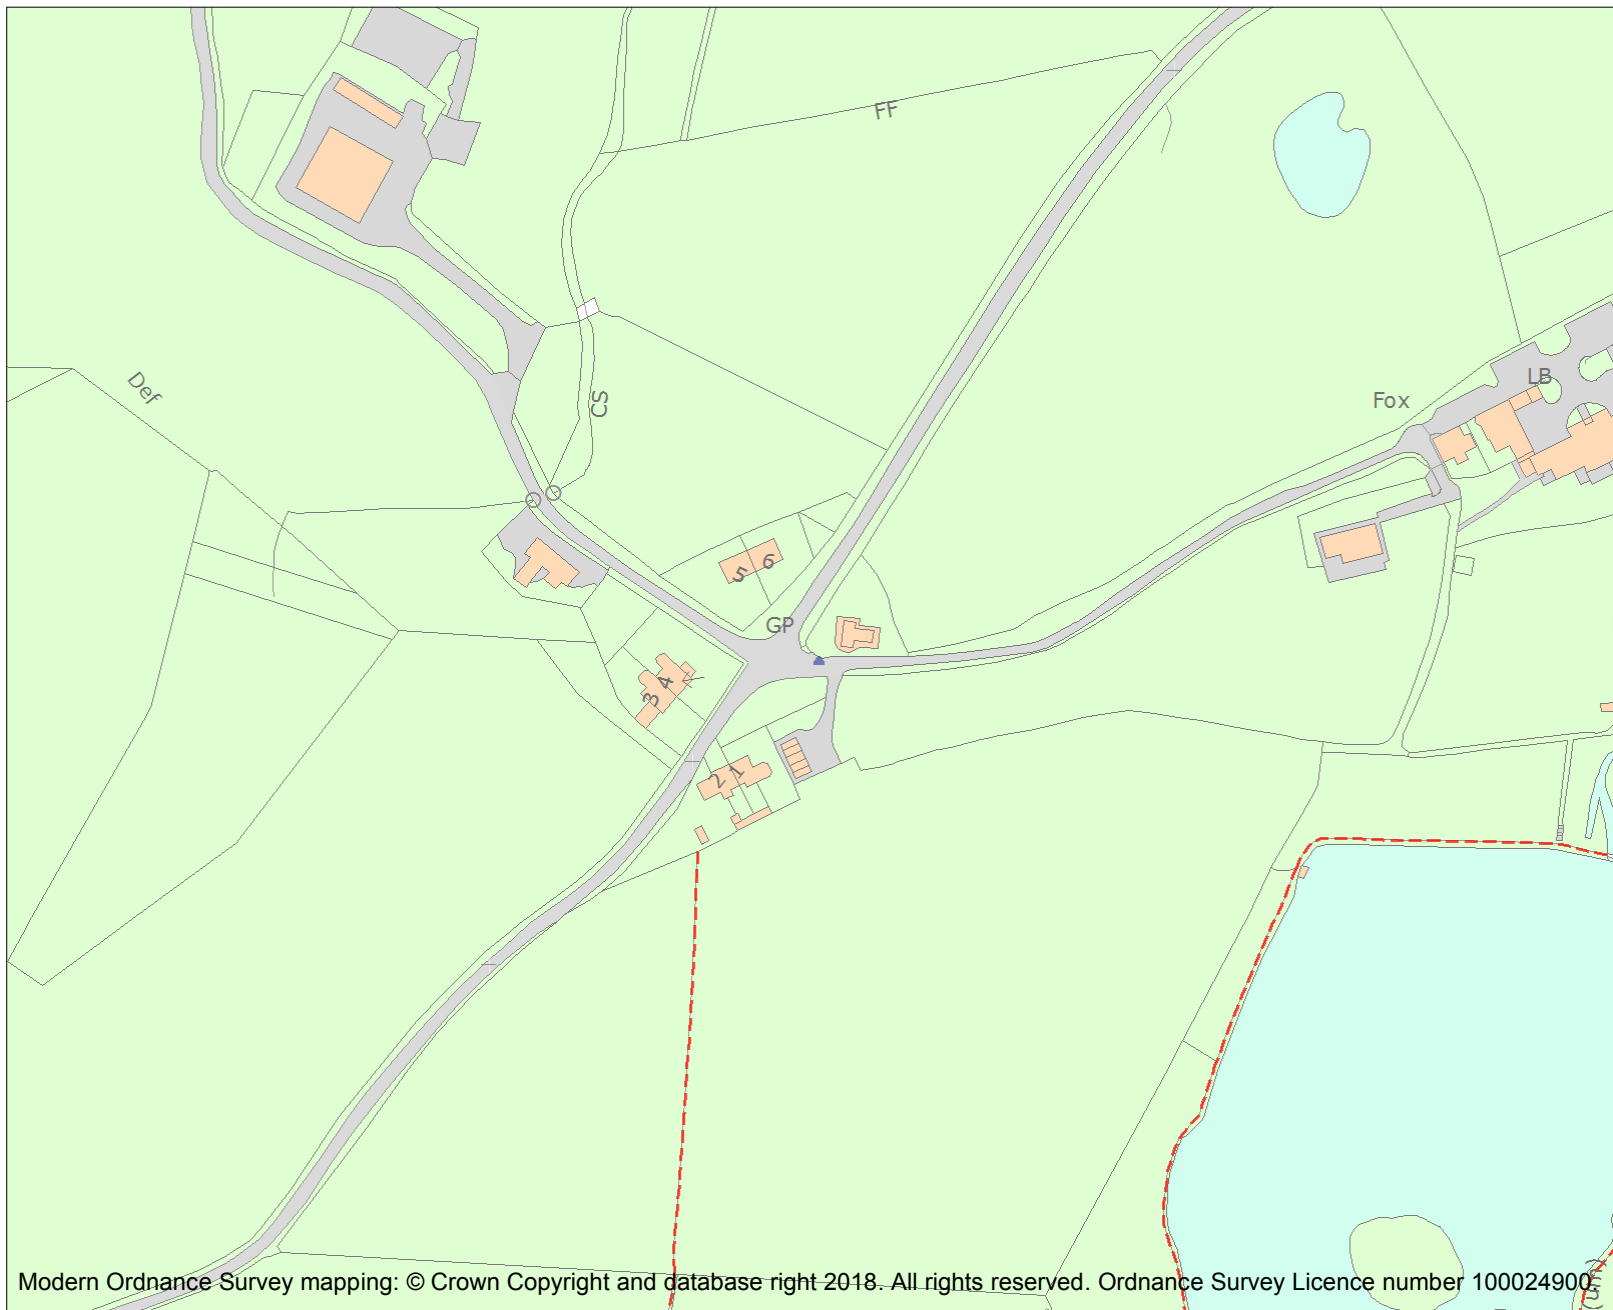 FF
Def
CS
Fox
LB
5
6
GP
3
4
2
1
Modern Ordnance Survey mapping: © Crown Copyright and database right 2018. All rights reserved. Ordnance Survey Licence number 100024900